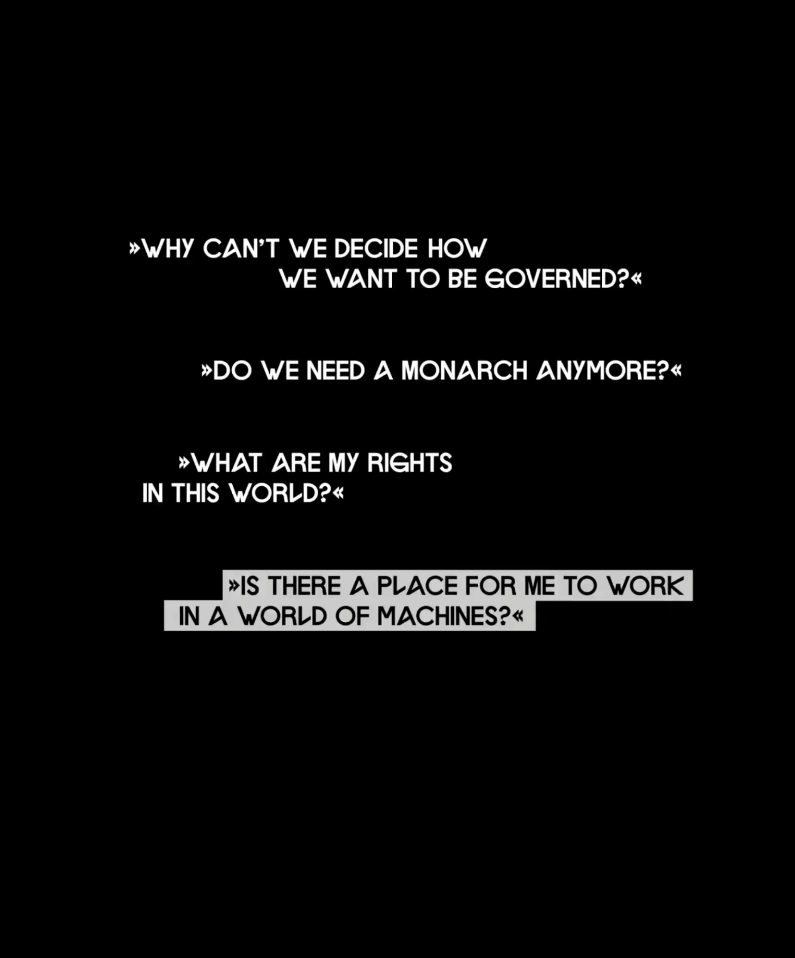 »WHY CAN'T WE DECIDE HOW
WE WANT TO BE GOVERNED?«
»DO WE NEED A MONARCH ANYMORE?«
»WHAT ARE MY RIGHTS
IN THIS WORLD?«
»IS THERE A PLACE FOR ME TO WORK
IN A WORLD OF MACHINES?«